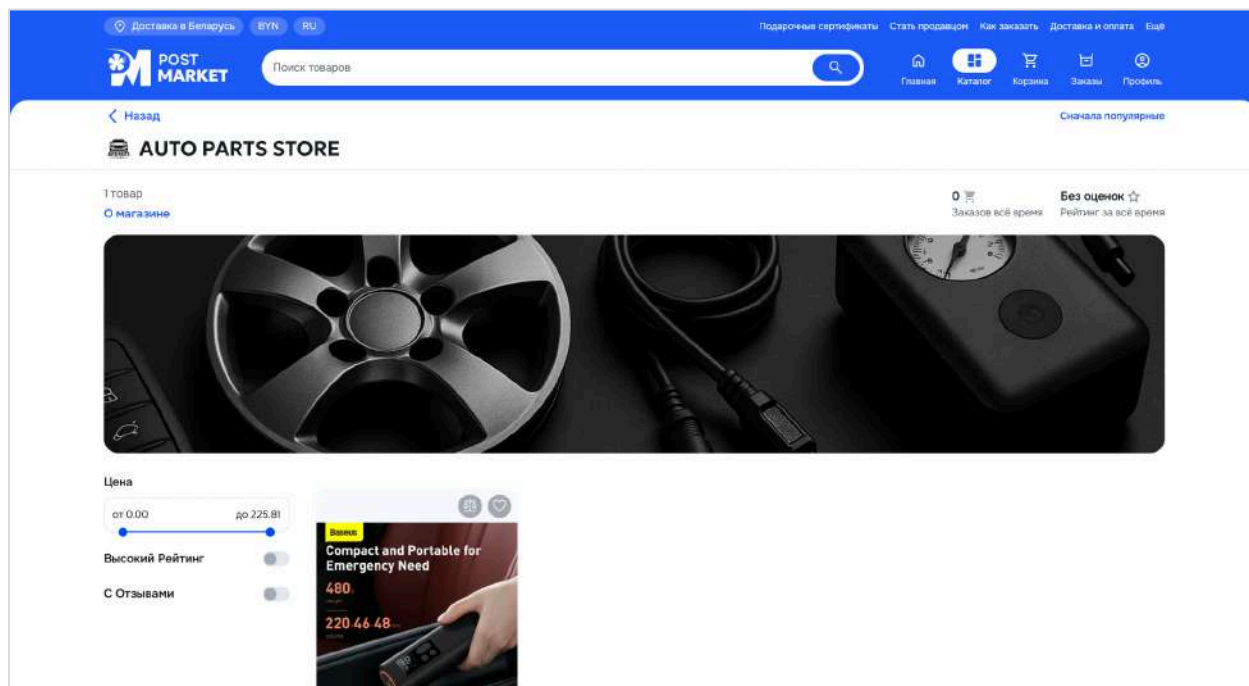 Доставка в Беларусь BYN RU
Подарочные сертификаты Стать продавцом Как заказать Доставка и оплата Ещё
POST
MARKET
Поиск товаров
Главная Каталог Корзина Заказы Профиль
Назад
Сначала популярные
AUTO PARTS STORE
1 товар
О магазине
0
Заказов всё время
Без оценок
Рейтинг за всё время
Цена
от 0.00 до 225.81
Высокий Рейтинг
С Отзывами
Baseus
Compact and Portable for
Emergency Need
480
220·46·48